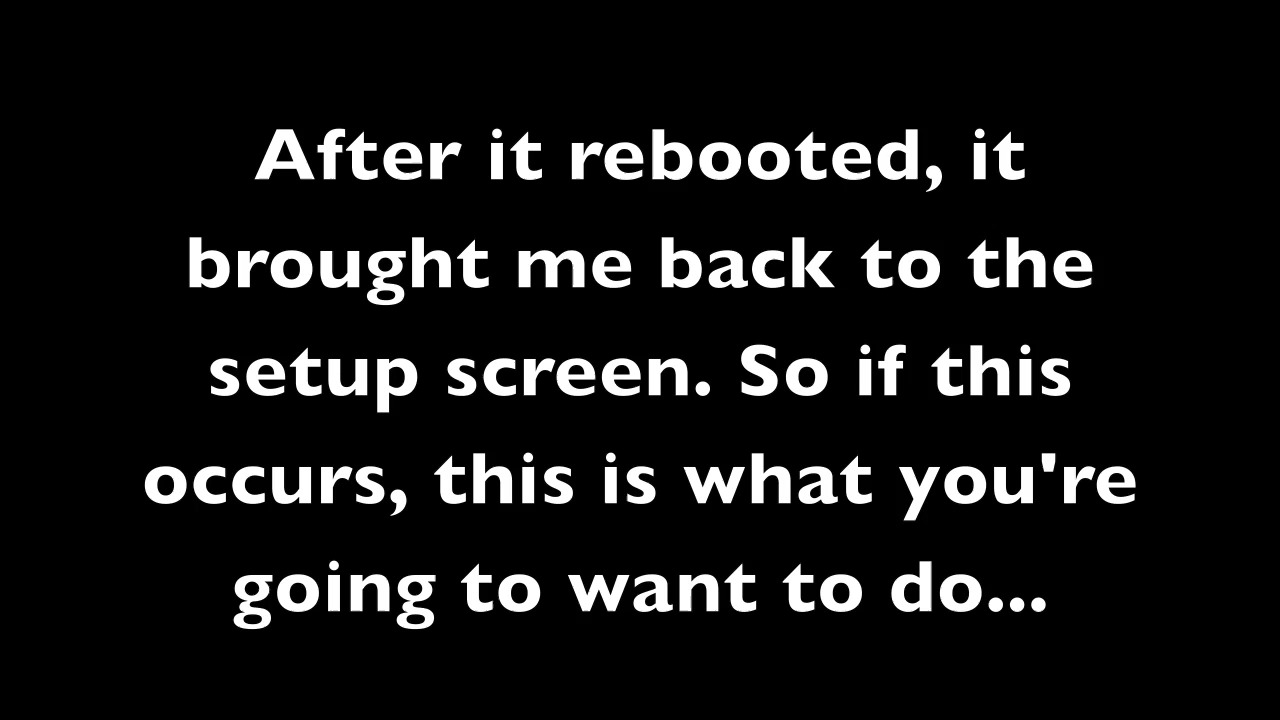 After it rebooted, it
brought me back to the
setup screen. So if this
occurs, this is what you're
going to want to do...